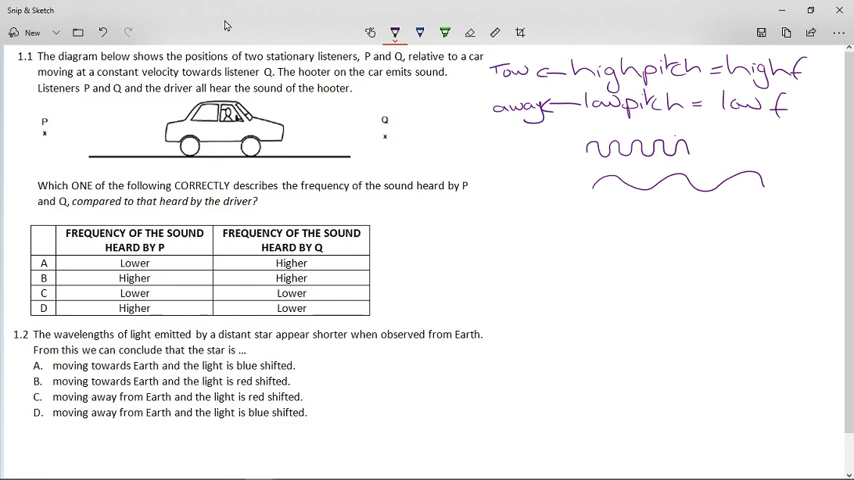 Snip & Sketch
New
1.1 The diagram below shows the positions of two stationary listeners, P and Q, relative to a car
moving at a constant velocity towards listener Q. The hooter on the car emits sound.
Listeners P and Q and the driver all hear the sound of the hooter.
P
Q
Which ONE of the following CORRECTLY describes the frequency of the sound heard by P
and Q, compared to that heard by the driver?
FREQUENCY OF THE SOUND HEARD BY P
FREQUENCY OF THE SOUND HEARD BY Q
A Lower Higher
B Higher Higher
C Lower Lower
D Higher Lower
1.2 The wavelengths of light emitted by a distant star appear shorter when observed from Earth.
From this we can conclude that the star is ...
A. moving towards Earth and the light is blue shifted.
B. moving towards Earth and the light is red shifted.
C. moving away from Earth and the light is red shifted.
D. moving away from Earth and the light is blue shifted.
Tow ← high pitch = high f
away ← low pitch = low f